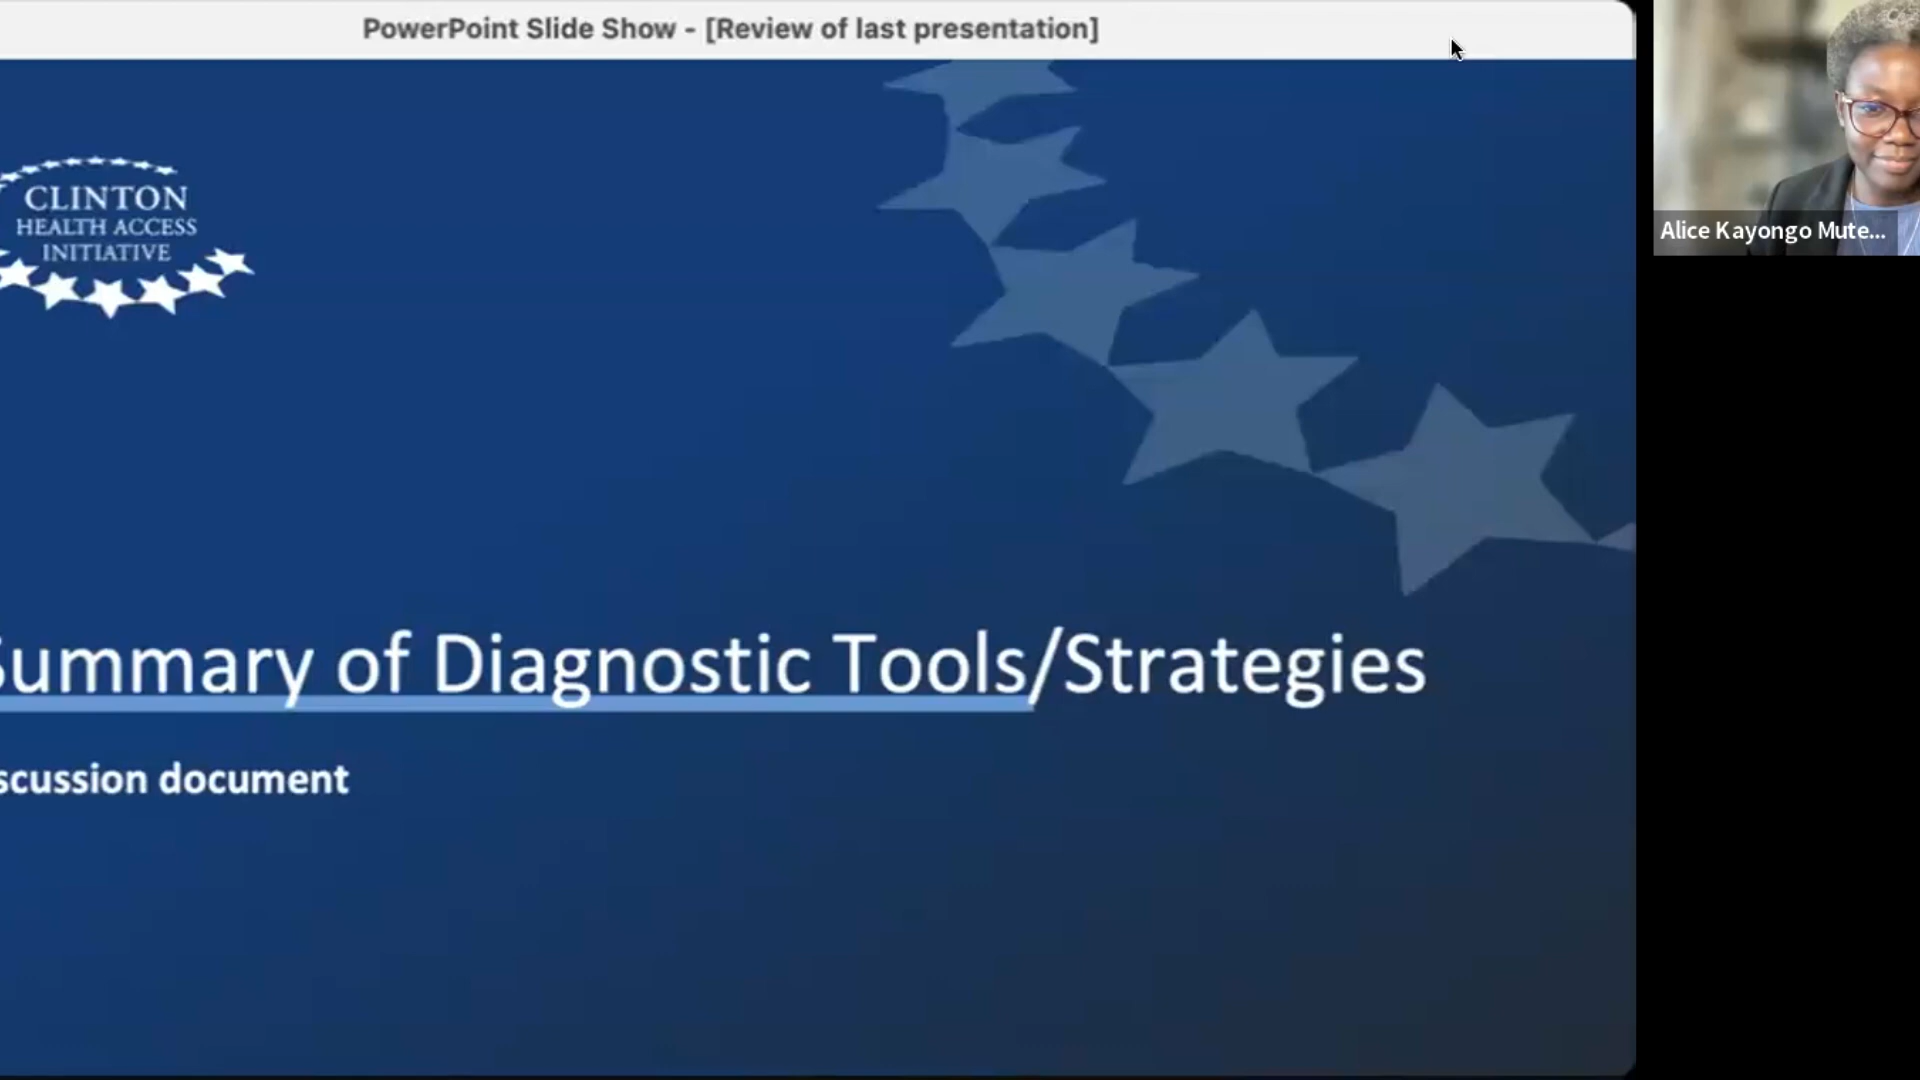 PowerPoint Slide Show - [Review of last presentation]
CLINTON
HEALTH ACCESS
INITIATIVE
Alice Kayongo Mute...
Summary of Diagnostic Tools/Strategies
scussion document